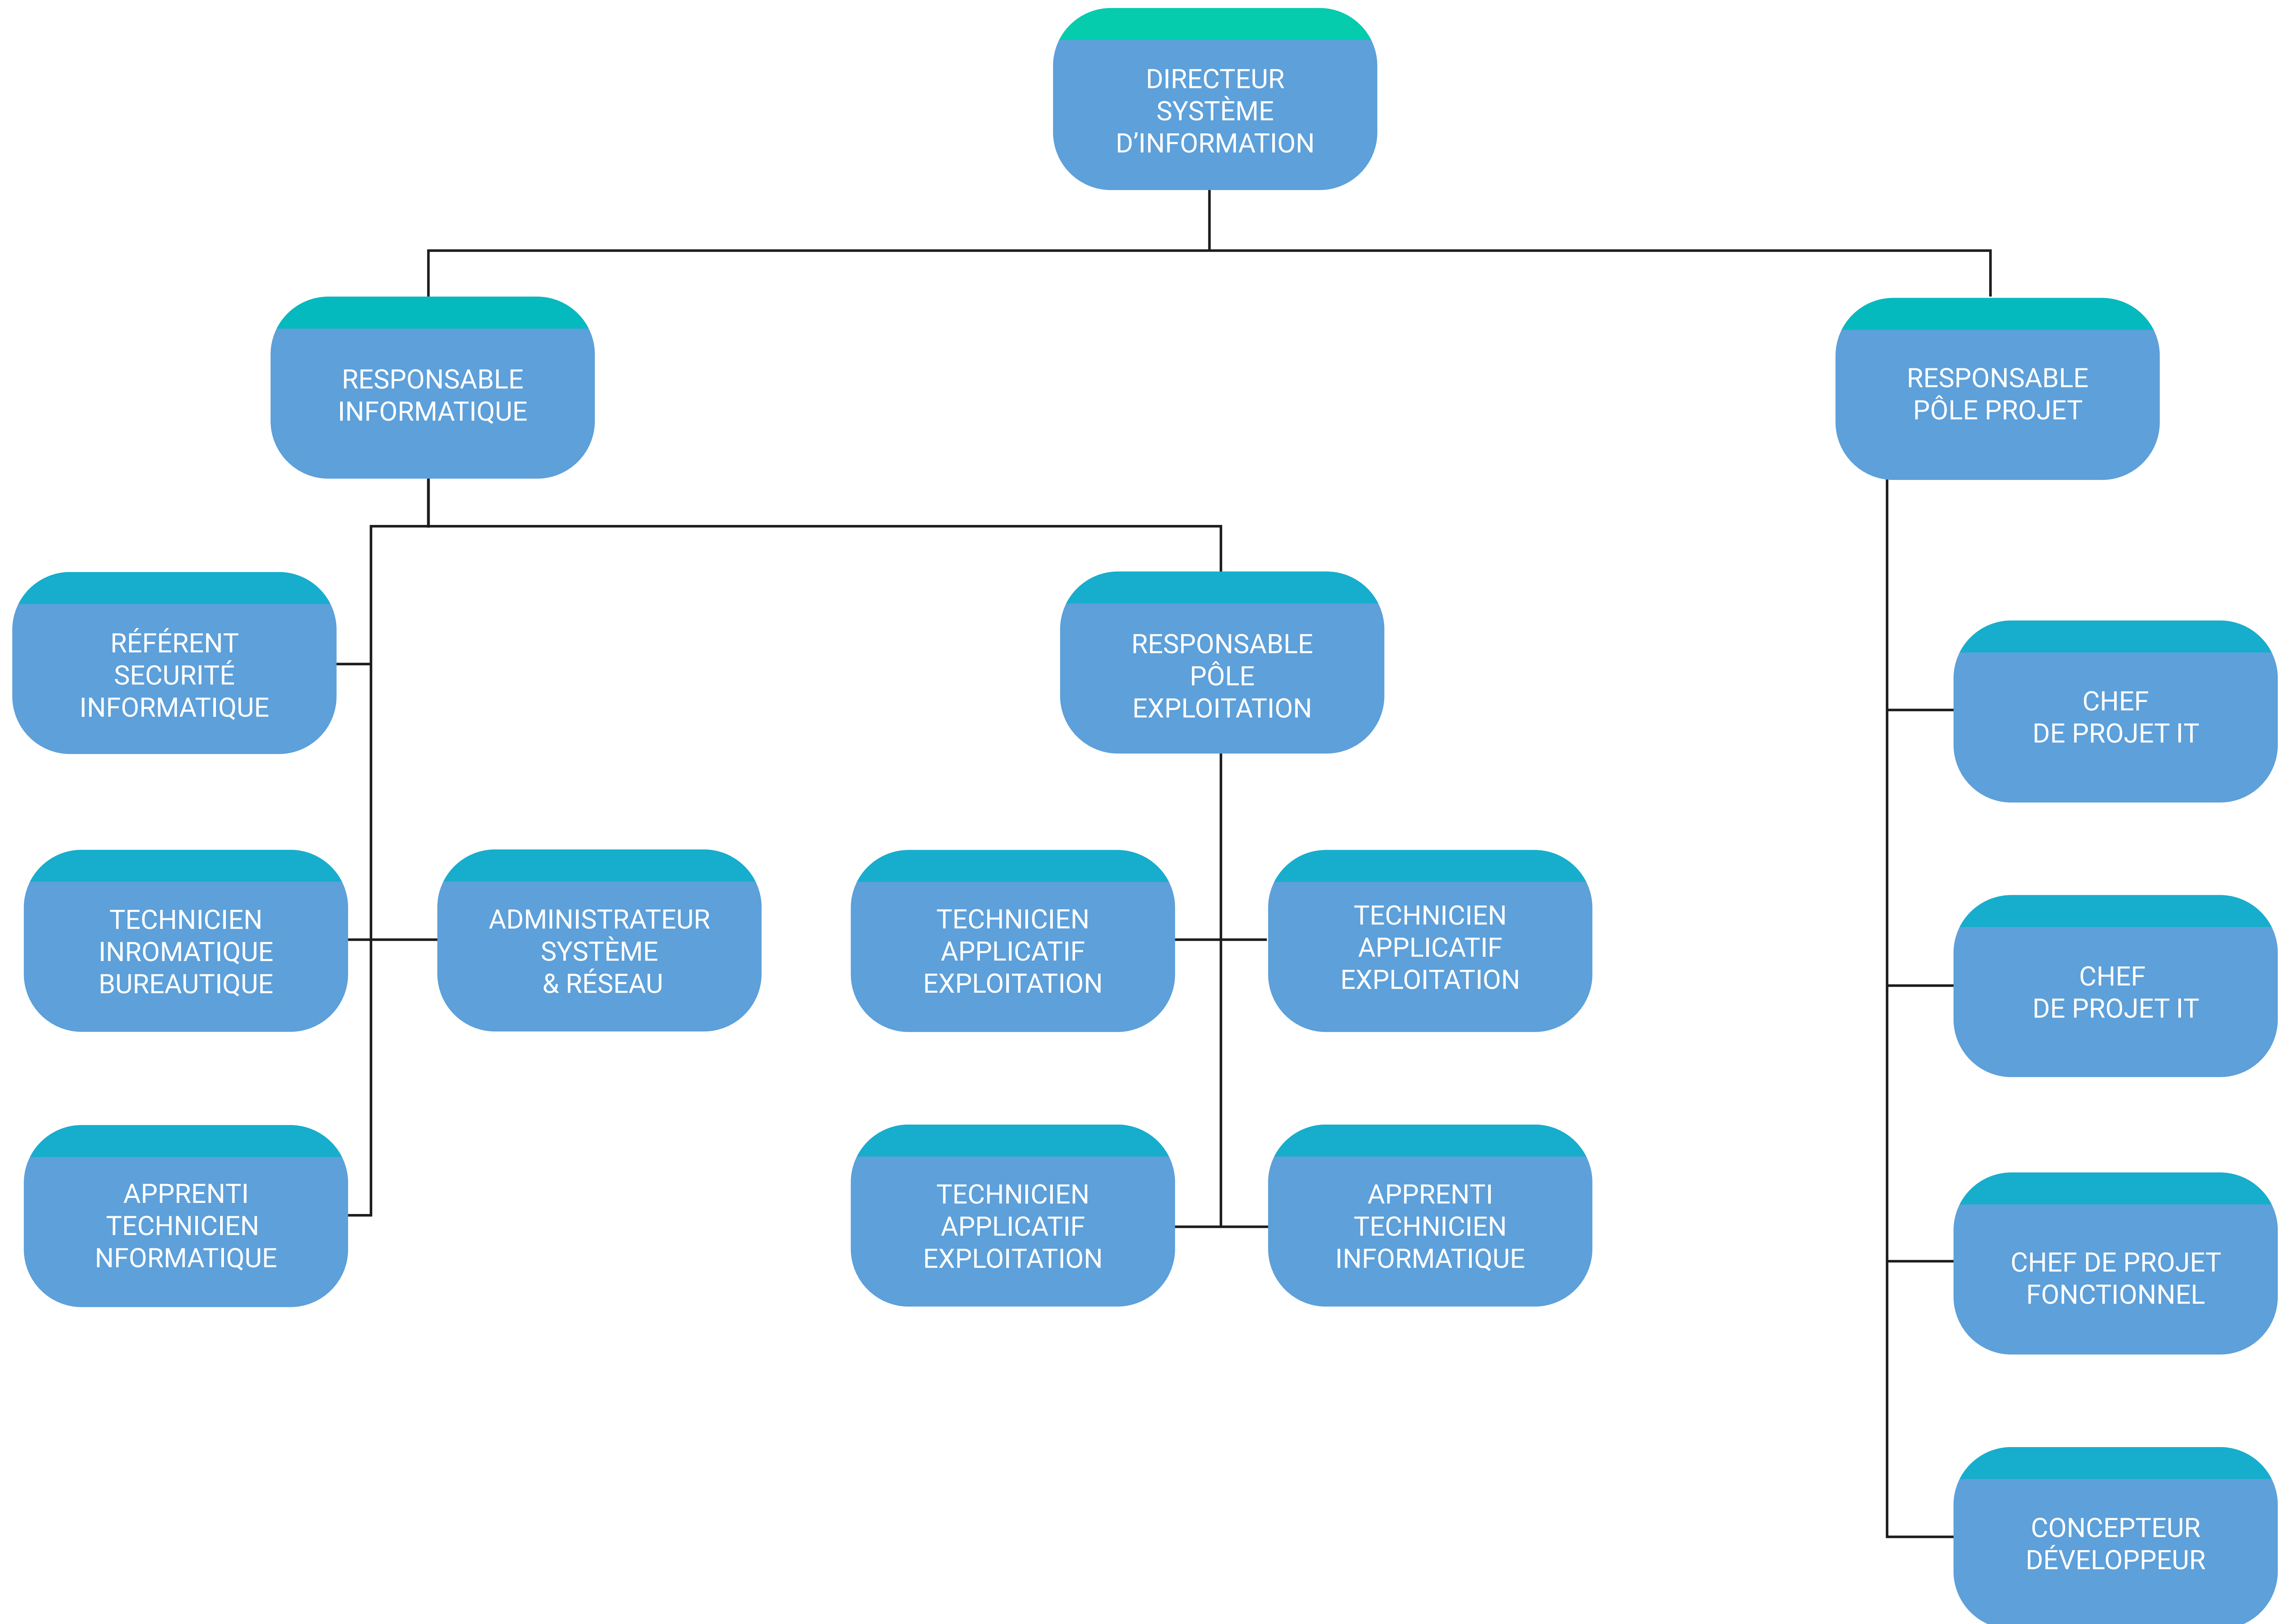 DIRECTEUR
SYSTÈME
D’INFORMATION
RESPONSABLE
INFORMATIQUE
RESPONSABLE
PÔLE PROJET
RÉFÉRENT
SECURITÉ
INFORMATIQUE
RESPONSABLE
PÔLE
EXPLOITATION
CHEF
DE PROJET IT
TECHNICIEN
INROMATIQUE
BUREAUTIQUE
ADMINISTRATEUR
SYSTÈME
& RÉSEAU
TECHNICIEN
APPLICATIF
EXPLOITATION
TECHNICIEN
APPLICATIF
EXPLOITATION
CHEF
DE PROJET IT
APPRENTI
TECHNICIEN
NFORMATIQUE
TECHNICIEN
APPLICATIF
EXPLOITATION
APPRENTI
TECHNICIEN
INFORMATIQUE
CHEF DE PROJET
FONCTIONNEL
CONCEPTEUR
DÉVELOPPEUR